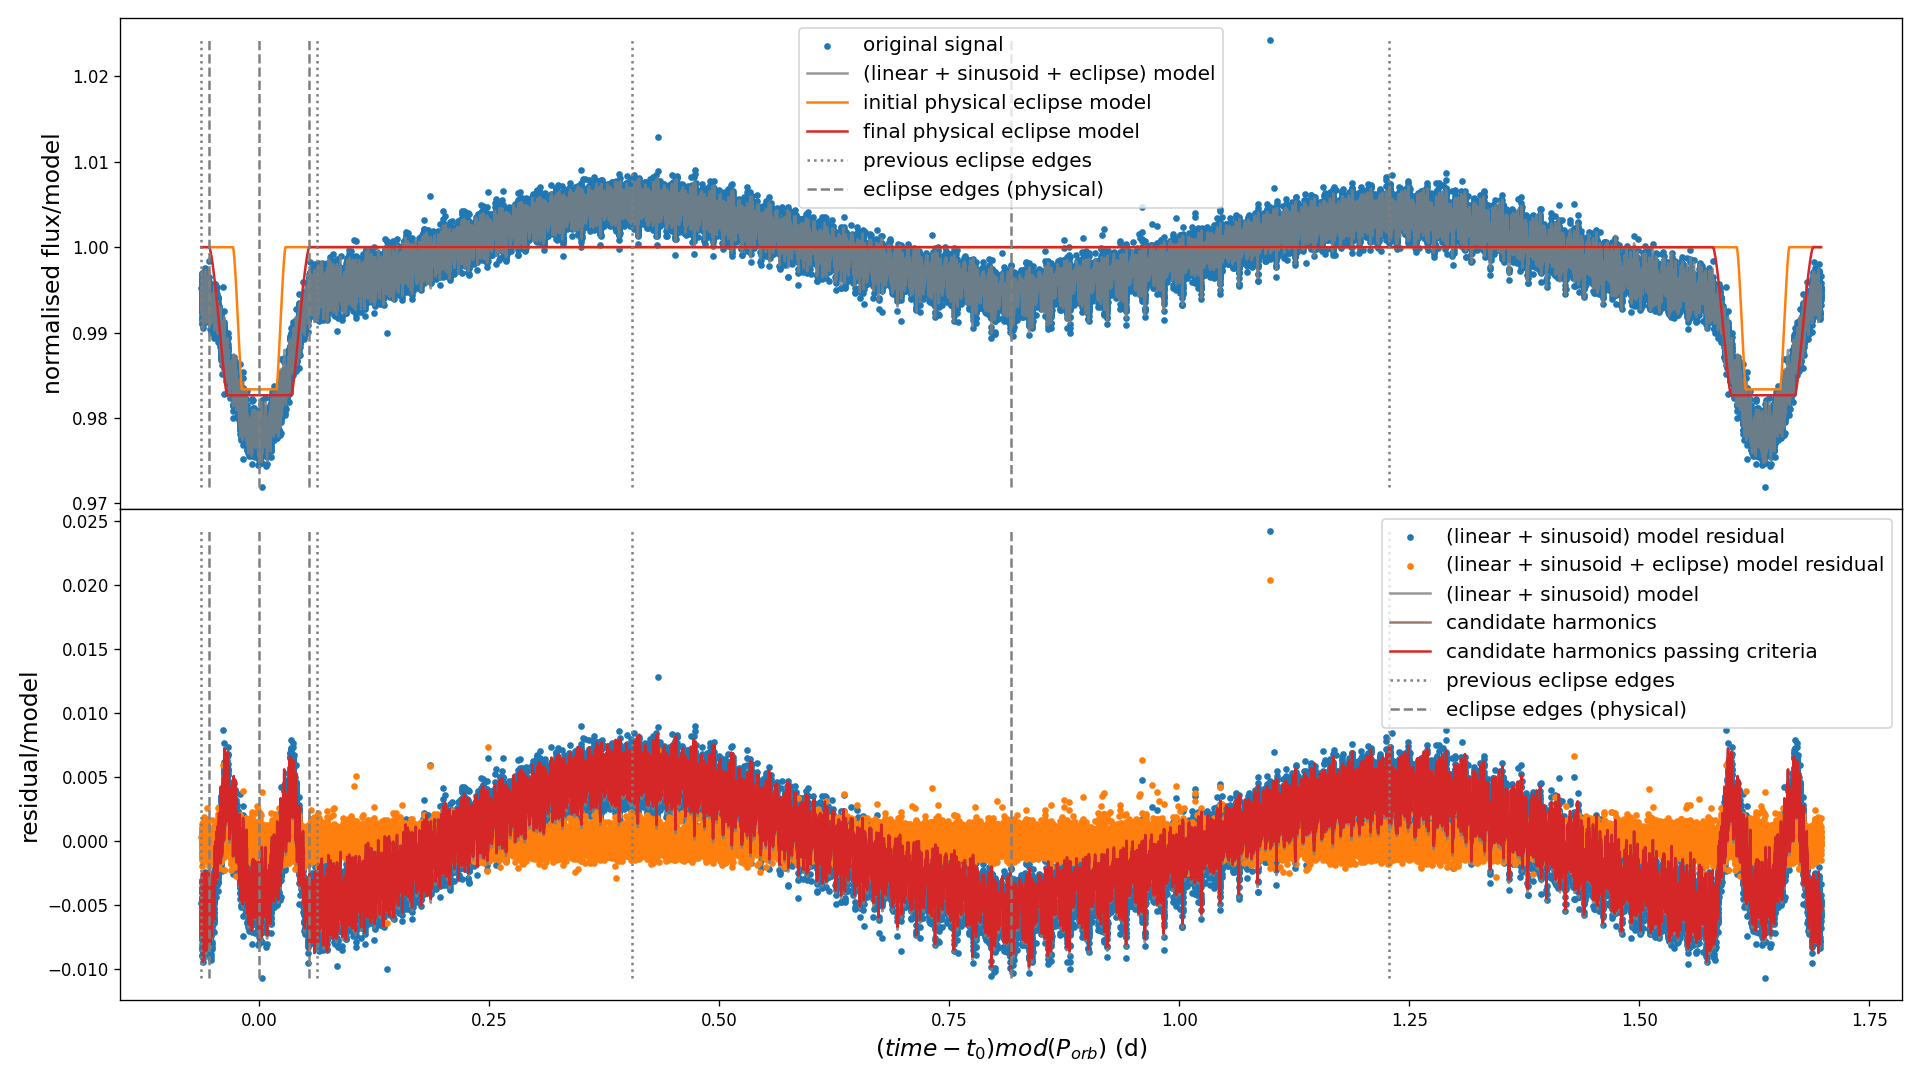 normalised flux/model
1.02
1.01
1.00
0.99
0.98
0.97
original signal
(linear + sinusoid + eclipse) model
initial physical eclipse model
final physical eclipse model
previous eclipse edges
eclipse edges (physical)
residual/model
0.025
0.020
0.015
0.010
0.005
0.000
−0.005
−0.010
(linear + sinusoid) model residual
(linear + sinusoid + eclipse) model residual
(linear + sinusoid) model
candidate harmonics
candidate harmonics passing criteria
previous eclipse edges
eclipse edges (physical)
0.00 0.25 0.50 0.75 1.00 1.25 1.50 1.75
(time − t₀)mod(P_orb) (d)